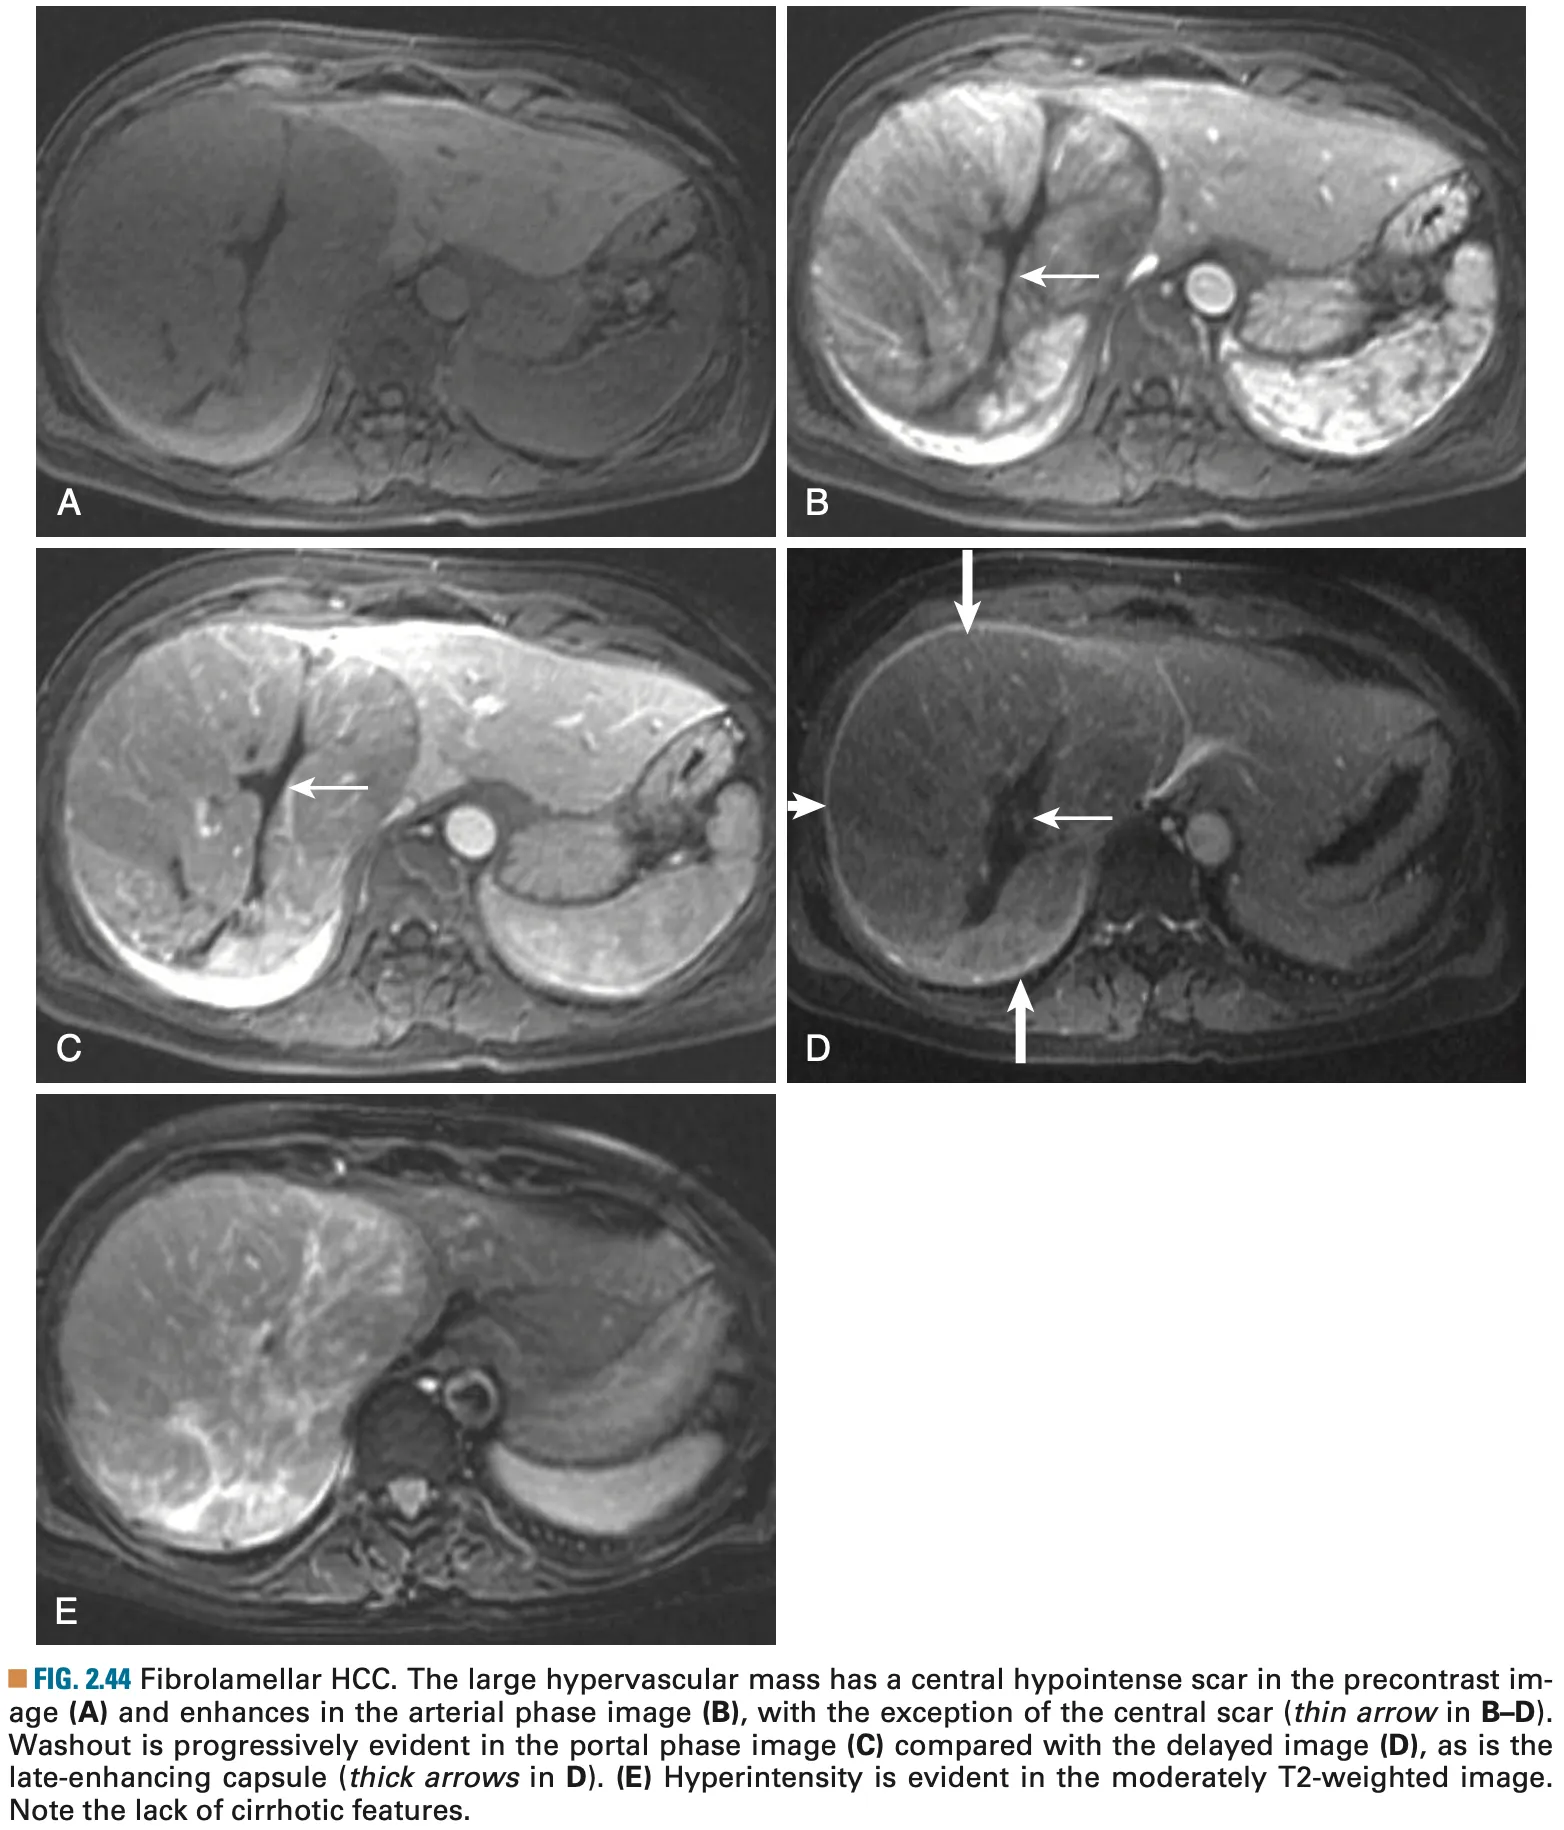 A
B
C
D
E
FIG. 2.44 Fibrolamellar HCC. The large hypervascular mass has a central hypointense scar in the precontrast im-
age (A) and enhances in the arterial phase image (B), with the exception of the central scar (thin arrow in B–D).
Washout is progressively evident in the portal phase image (C) compared with the delayed image (D), as is the
late-enhancing capsule (thick arrows in D). (E) Hyperintensity is evident in the moderately T2-weighted image.
Note the lack of cirrhotic features.